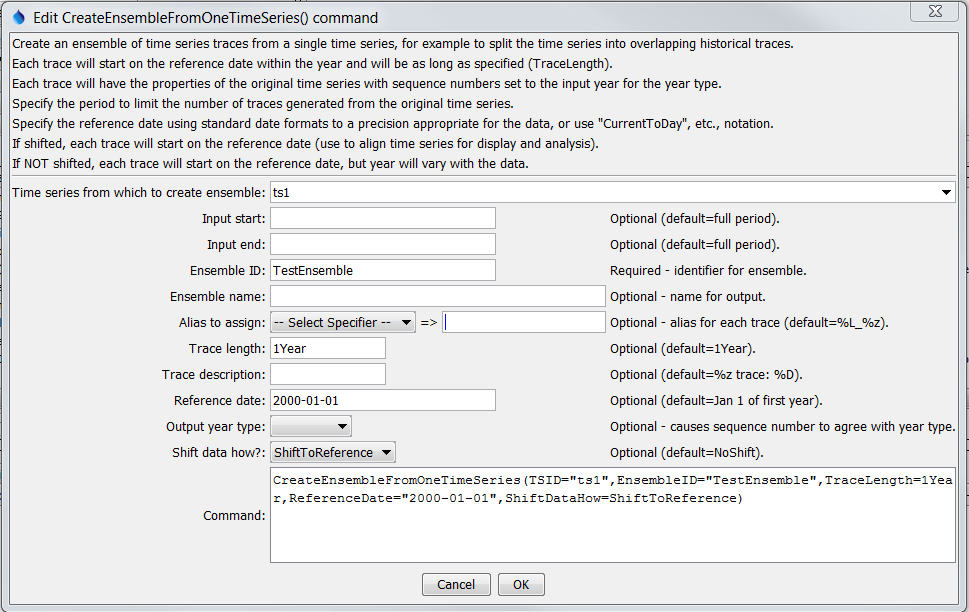 Edit CreateEnsembleFromOneTimeSeries() command
Create an ensemble of time series traces from a single time series, for example to split the time series into overlapping historical traces.
Each trace will start on the reference date within the year and will be as long as specified (TraceLength).
Each trace will have the properties of the original time series with sequence numbers set to the input year for the year type.
Specify the period to limit the number of traces generated from the original time series.
Specify the reference date using standard date formats to a precision appropriate for the data, or use "CurrentToDay", etc., notation.
If shifted, each trace will start on the reference date (use to align time series for display and analysis).
If NOT shifted, each trace will start on the reference date, but year will vary with the data.
Time series from which to create ensemble: ts1
Input start: Optional (default=full period).
Input end: Optional (default=full period).
Ensemble ID: TestEnsemble Required - identifier for ensemble.
Ensemble name: Optional - name for output.
Alias to assign: -- Select Specifier -- => Optional - alias for each trace (default=%L_%z).
Trace length: 1Year Optional (default=1Year).
Trace description: Optional (default=%z trace: %D).
Reference date: 2000-01-01 Optional (default=Jan 1 of first year).
Output year type: Optional - causes sequence number to agree with year type.
Shift data how?: ShiftToReference Optional (default=NoShift).
Command:
CreateEnsembleFromOneTimeSeries(TSID="ts1",EnsembleID="TestEnsemble",TraceLength=1Yea
r,ReferenceDate="2000-01-01",ShiftDataHow=ShiftToReference)
Cancel OK